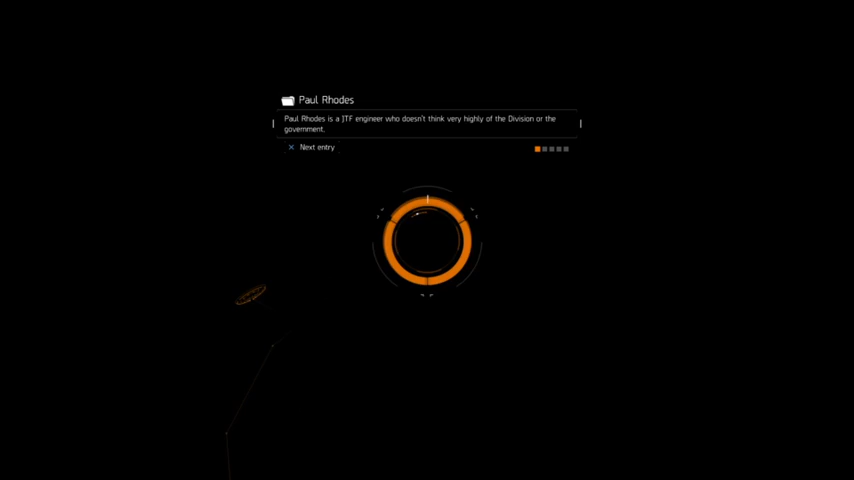 Paul Rhodes
Paul Rhodes is a JTF engineer who doesn't think very highly of the Division or the
government.
Next entry